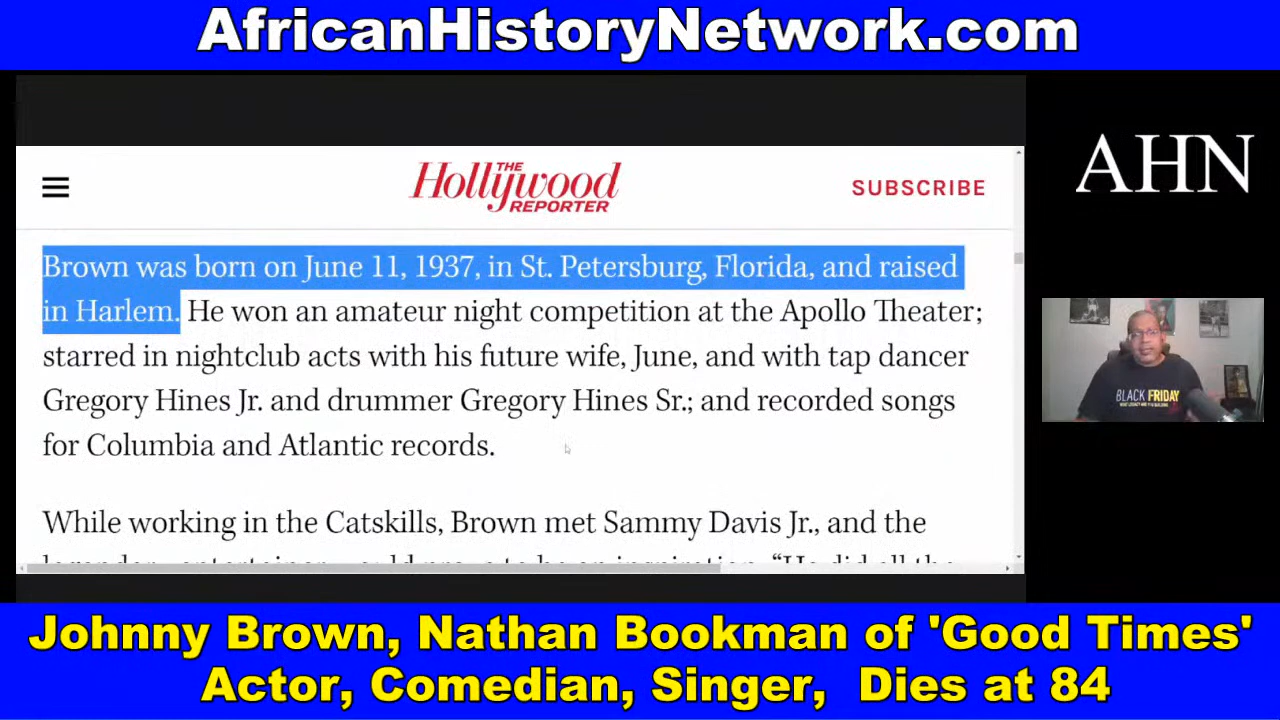 AfricanHistoryNetwork.com
AHN
THE
Hollywood
REPORTER
SUBSCRIBE
Brown was born on June 11, 1937, in St. Petersburg, Florida, and raised
in Harlem. He won an amateur night competition at the Apollo Theater;
starred in nightclub acts with his future wife, June, and with tap dancer
Gregory Hines Jr. and drummer Gregory Hines Sr.; and recorded songs
for Columbia and Atlantic records.
While working in the Catskills, Brown met Sammy Davis Jr., and the
BLACK FRIDAY
Johnny Brown, Nathan Bookman of 'Good Times'
Actor, Comedian, Singer, Dies at 84